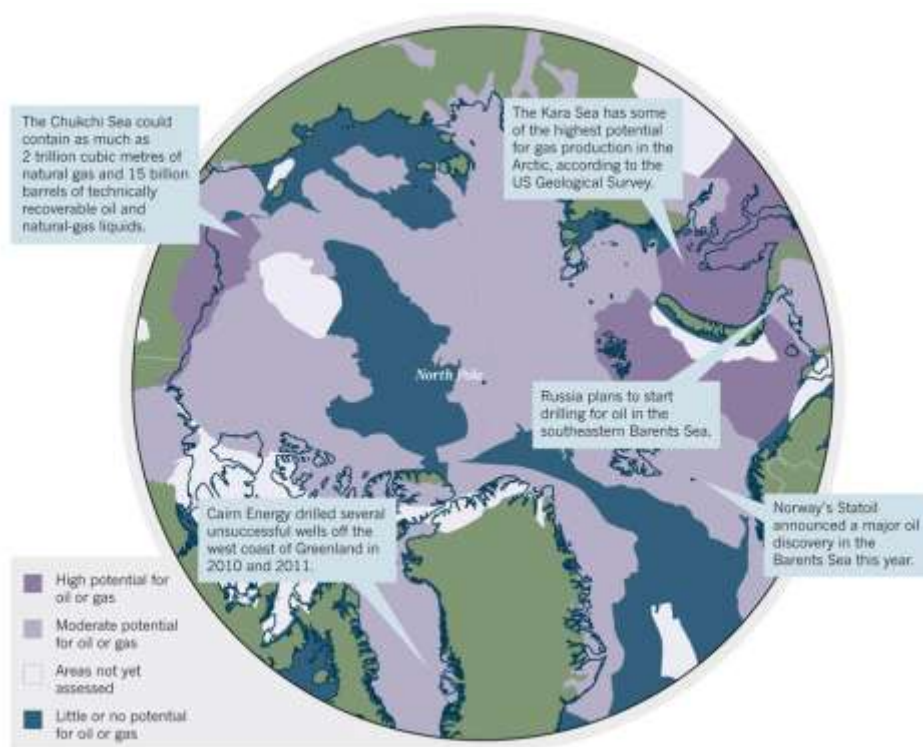 The Chukchi Sea could
contain as much as
2 trillion cubic metres of
natural gas and 15 billion
barrels of technically
recoverable oil and
natural-gas liquids.
The Kara Sea has some
of the highest potential
for gas production in the
Arctic, according to the
US Geological Survey.
North Pole
Russia plans to start
drilling for oil in the
southeastern Barents Sea.
Cairn Energy drilled several
unsuccessful wells off the
west coast of Greenland in
2010 and 2011.
Norway's Statoil
announced a major oil
discovery in the
Barents Sea this year.
High potential for
oil or gas
Moderate potential
for oil or gas
Areas not yet
assessed
Little or no potential
for oil or gas